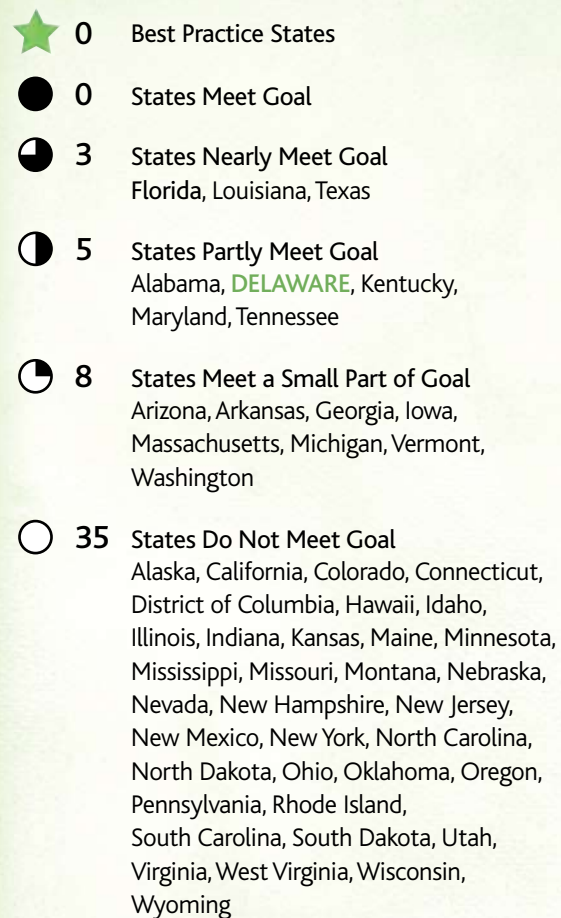 0 Best Practice States
0 States Meet Goal
3 States Nearly Meet Goal
Florida, Louisiana, Texas
5 States Partly Meet Goal
Alabama, DELAWARE, Kentucky,
Maryland, Tennessee
8 States Meet a Small Part of Goal
Arizona, Arkansas, Georgia, Iowa,
Massachusetts, Michigan, Vermont,
Washington
35 States Do Not Meet Goal
Alaska, California, Colorado, Connecticut,
District of Columbia, Hawaii, Idaho,
Illinois, Indiana, Kansas, Maine, Minnesota,
Mississippi, Missouri, Montana, Nebraska,
Nevada, New Hampshire, New Jersey,
New Mexico, New York, North Carolina,
North Dakota, Ohio, Oklahoma, Oregon,
Pennsylvania, Rhode Island,
South Carolina, South Dakota, Utah,
Virginia, West Virginia, Wisconsin,
Wyoming